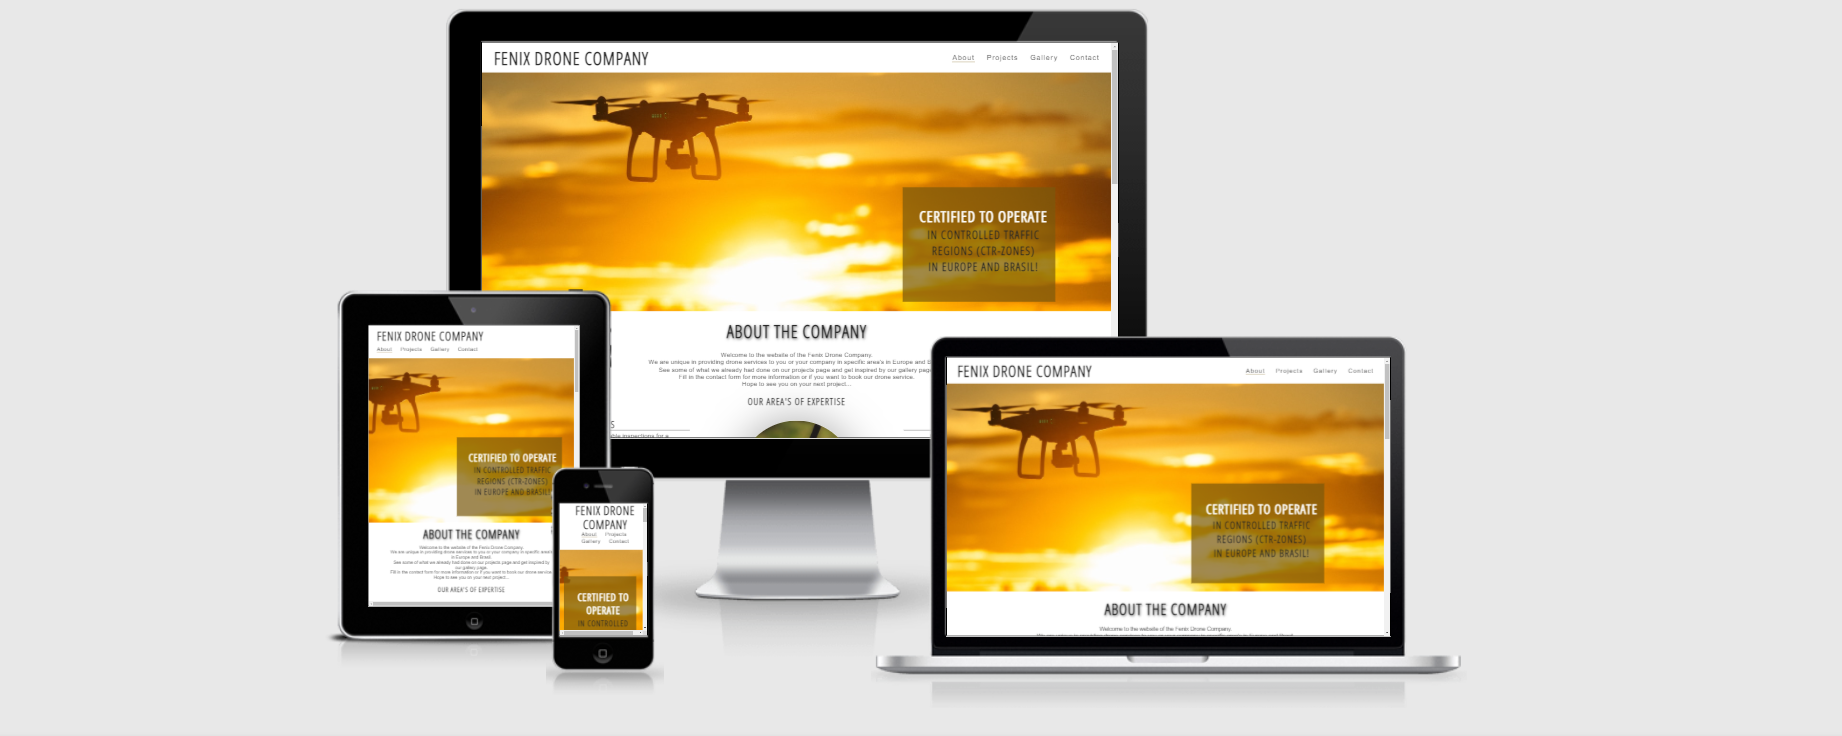 FENIX DRONE COMPANY
About Projects Gallery Contact
CERTIFIED TO OPERATE
IN CONTROLLED TRAFFIC
REGIONS (CTR-ZONES)
IN EUROPE AND BRASIL!
ABOUT THE COMPANY
Welcome to the website of the Fenix Drone Company.
We are unique in providing drone services to you or your company in specific area's in Europe and
See some of what we already had done on our projects page and get inspired by our gallery page
Fill in the contact form for more information or if you want to book our drone service.
Hope to see you on your next project...
OUR AREA'S OF EXPERTISE
FENIX DRONE COMPANY
About Projects Gallery Contact
CERTIFIED TO OPERATE
IN CONTROLLED TRAFFIC
REGIONS (CTR-ZONES)
IN EUROPE AND BRASIL!
ABOUT THE COMPANY
Welcome to the website of the Fenix Drone Company.
We are unique in providing drone services to you or your company in specific area's
in Europe and Brasil.
See some of what we already had done on our projects page and get inspired by
our gallery page.
Fill in the contact form for more information or if you want to book our drone service.
Hope to see you on your next project...
OUR AREA'S OF EXPERTISE
FENIX DRONE
COMPANY
About Projects
Gallery Contact
CERTIFIED TO
OPERATE
IN CONTROLLED
FENIX DRONE COMPANY
About Projects Gallery Contact
CERTIFIED TO OPERATE
IN CONTROLLED TRAFFIC
REGIONS (CTR-ZONES)
IN EUROPE AND BRASIL!
ABOUT THE COMPANY
Welcome to the website of the Fenix Drone Company.